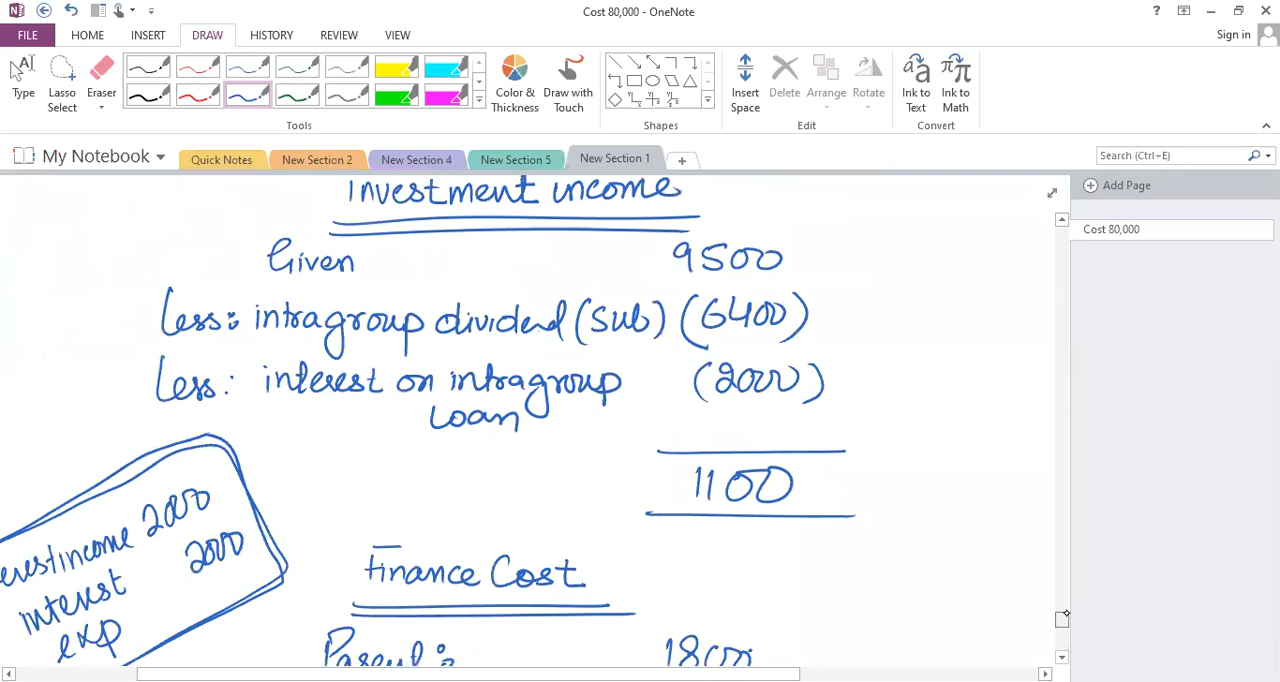 Cost 80,000 - OneNote
?
FILE HOME INSERT DRAW HISTORY REVIEW VIEW
Sign in
Type
Lasso Select
Eraser
Color & Thickness
Draw with Touch
Insert Space
Delete Arrange Rotate
Ink to Text
Ink to Math
Tools Shapes Edit Convert
My Notebook Quick Notes New Section 2 New Section 4 New Section 5 New Section 1
Search (Ctrl+E)
Add Page
Cost 80,000
Investment income
Given 9500
Less: intragroup dividend (Sub) (6400)
Less: interest on intragroup (2000)
loan
1100
erest income 2000
interest 2000
exp
Finance Cost
Parent: 1800